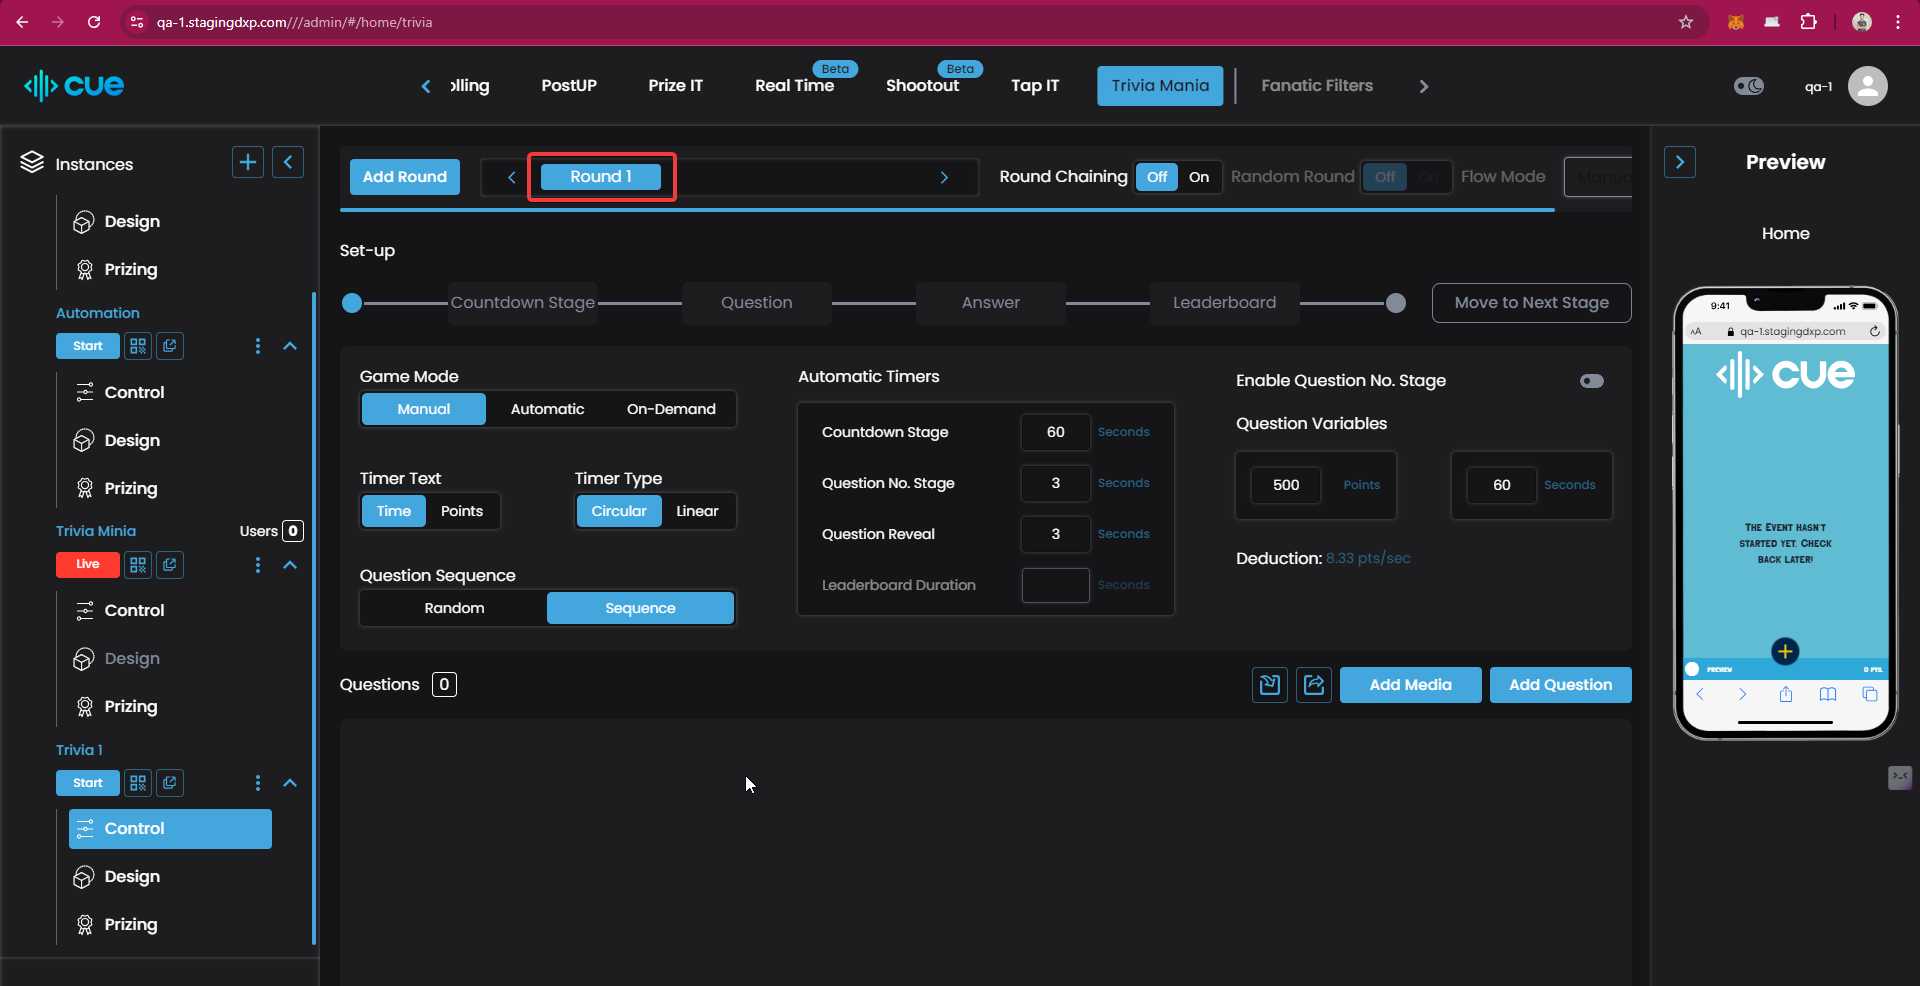 qa-1.stagingdxp.com///admin/#/home/trivia
cue
olling
PostUP
Prize IT
Real Time
Beta
Shootout
Beta
Tap IT
Trivia Mania
Fanatic Filters
qa-1
Instances
Design
Prizing
Automation
Start
Control
Design
Prizing
Trivia Minia
Users 0
Live
Control
Design
Prizing
Trivia 1
Start
Control
Design
Prizing
Add Round
Round 1
Round Chaining
Off
On
Random Round
Off
On
Flow Mode
Manua
Set-up
Countdown Stage
Question
Answer
Leaderboard
Move to Next Stage
Game Mode
Manual
Automatic
On-Demand
Timer Text
Time
Points
Timer Type
Circular
Linear
Question Sequence
Random
Sequence
Automatic Timers
Countdown Stage
60
Seconds
Question No. Stage
3
Seconds
Question Reveal
3
Seconds
Leaderboard Duration
Seconds
Enable Question No. Stage
Question Variables
500
Points
60
Seconds
Deduction: 8.33 pts/sec
Questions
0
Add Media
Add Question
Preview
Home
9:41
AA
qa-1.stagingdxp.com
cue
The Event hasn't
started yet. Check
back later!
PREVIEW
0 PTS.